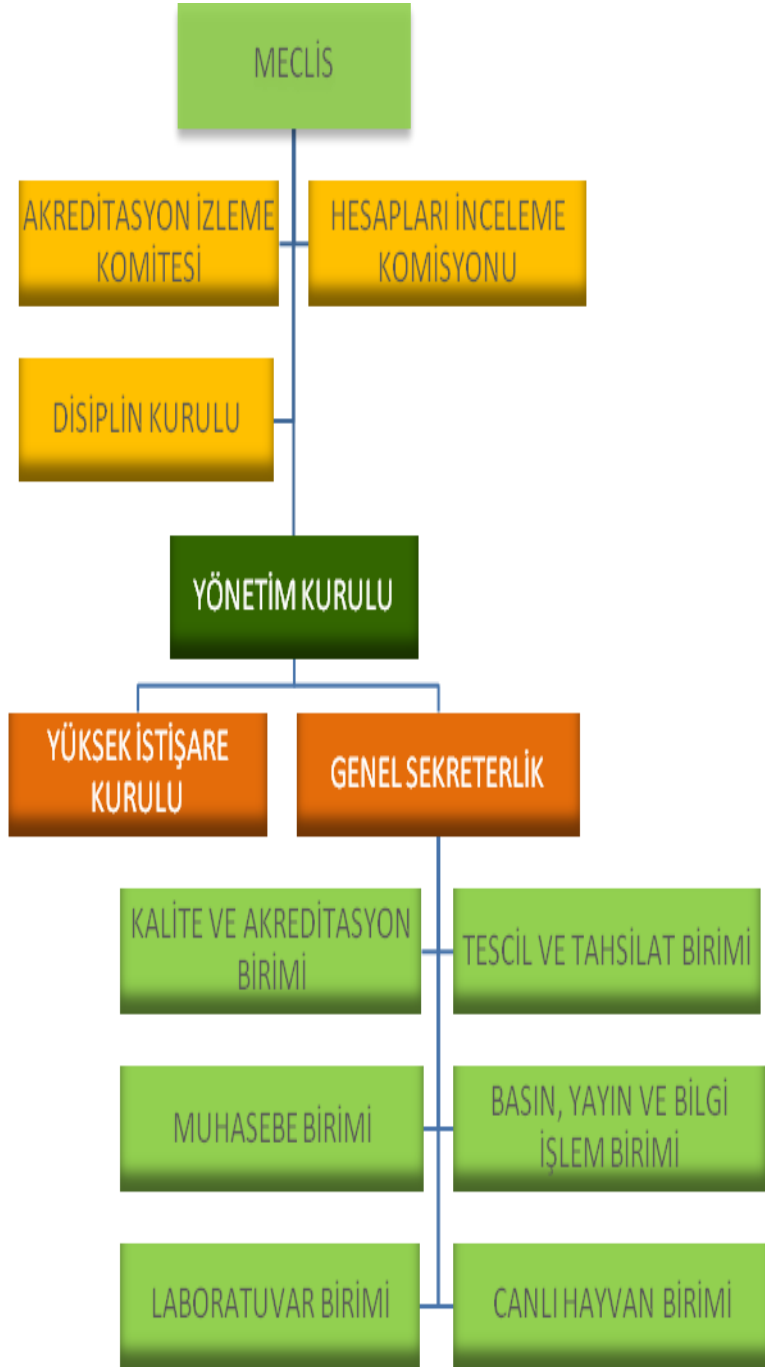 MECLİS
AKREDİTASYON İZLEME
KOMİTESİ
HESAPLARI İNCELEME
KOMİSYONU
DİSİPLİN KURULU
YÖNETİM KURULU
YÜKSEK İSTİŞARE
KURULU
GENEL SEKRETERLİK
KALİTE VE AKREDİTASYON
BİRİMİ
TESCİL VE TAHSİLAT BİRİMİ
MUHASEBE BİRİMİ
BASIN, YAYIN VE BİLGİ
İŞLEM BİRİMİ
LABORATUVAR BİRİMİ
CANLI HAYVAN BİRİMİ